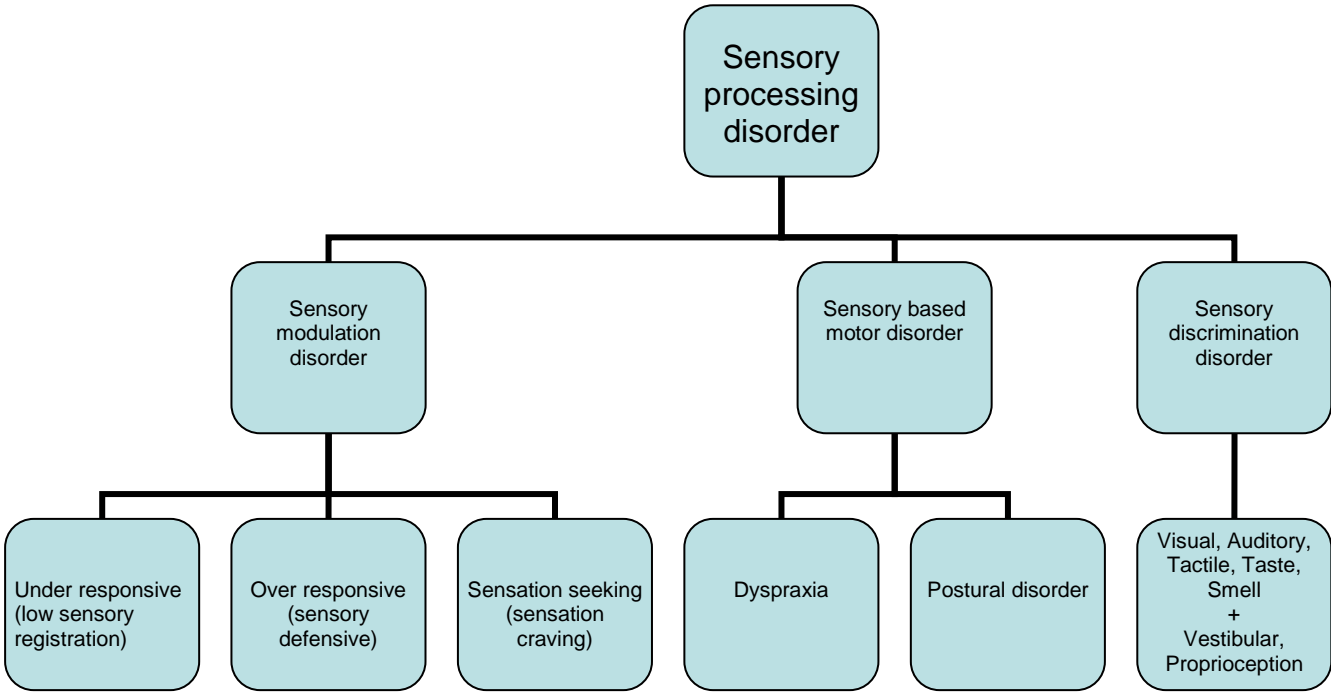 Sensory
processing
disorder
Sensory
modulation
disorder
Sensory based
motor disorder
Sensory
discrimination
disorder
Under responsive
(low sensory
registration)
Over responsive
(sensory
defensive)
Sensation seeking
(sensation
craving)
Dyspraxia
Postural disorder
Visual, Auditory,
Tactile, Taste,
Smell
+
Vestibular,
Proprioception